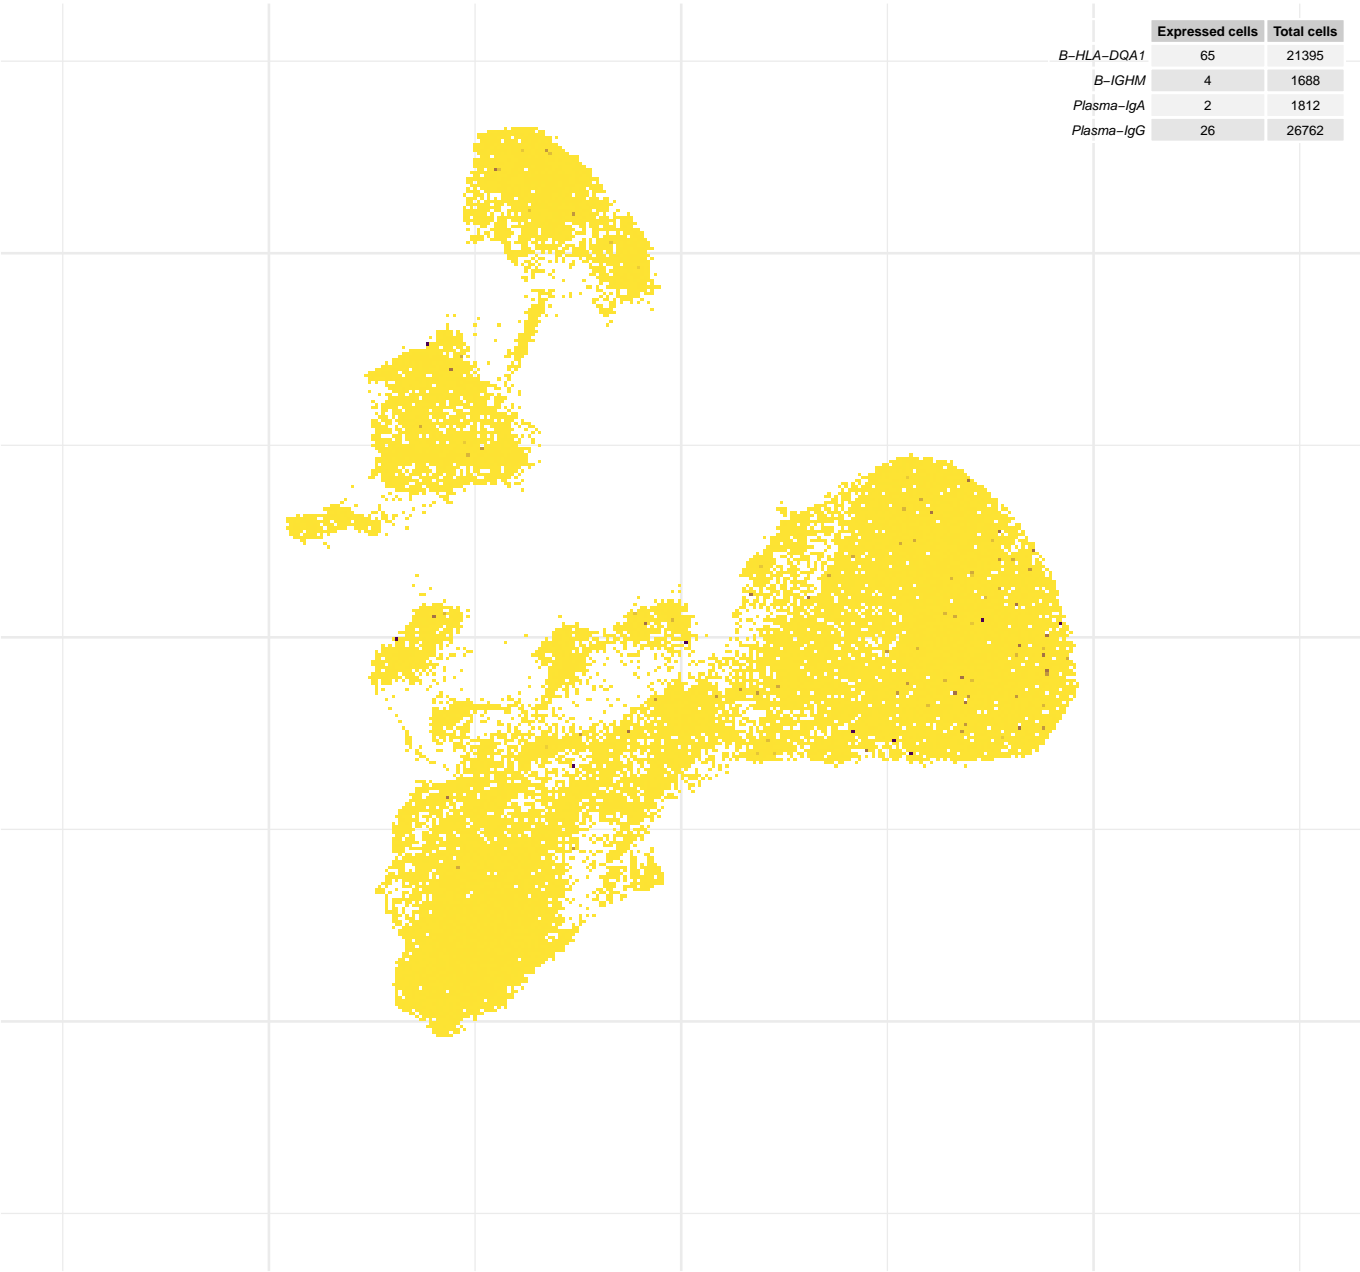 Expressed cells Total cells
B−HLA−DQA1 65 21395
B−IGHM 4 1688
Plasma−IgA 2 1812
Plasma−IgG 26 26762